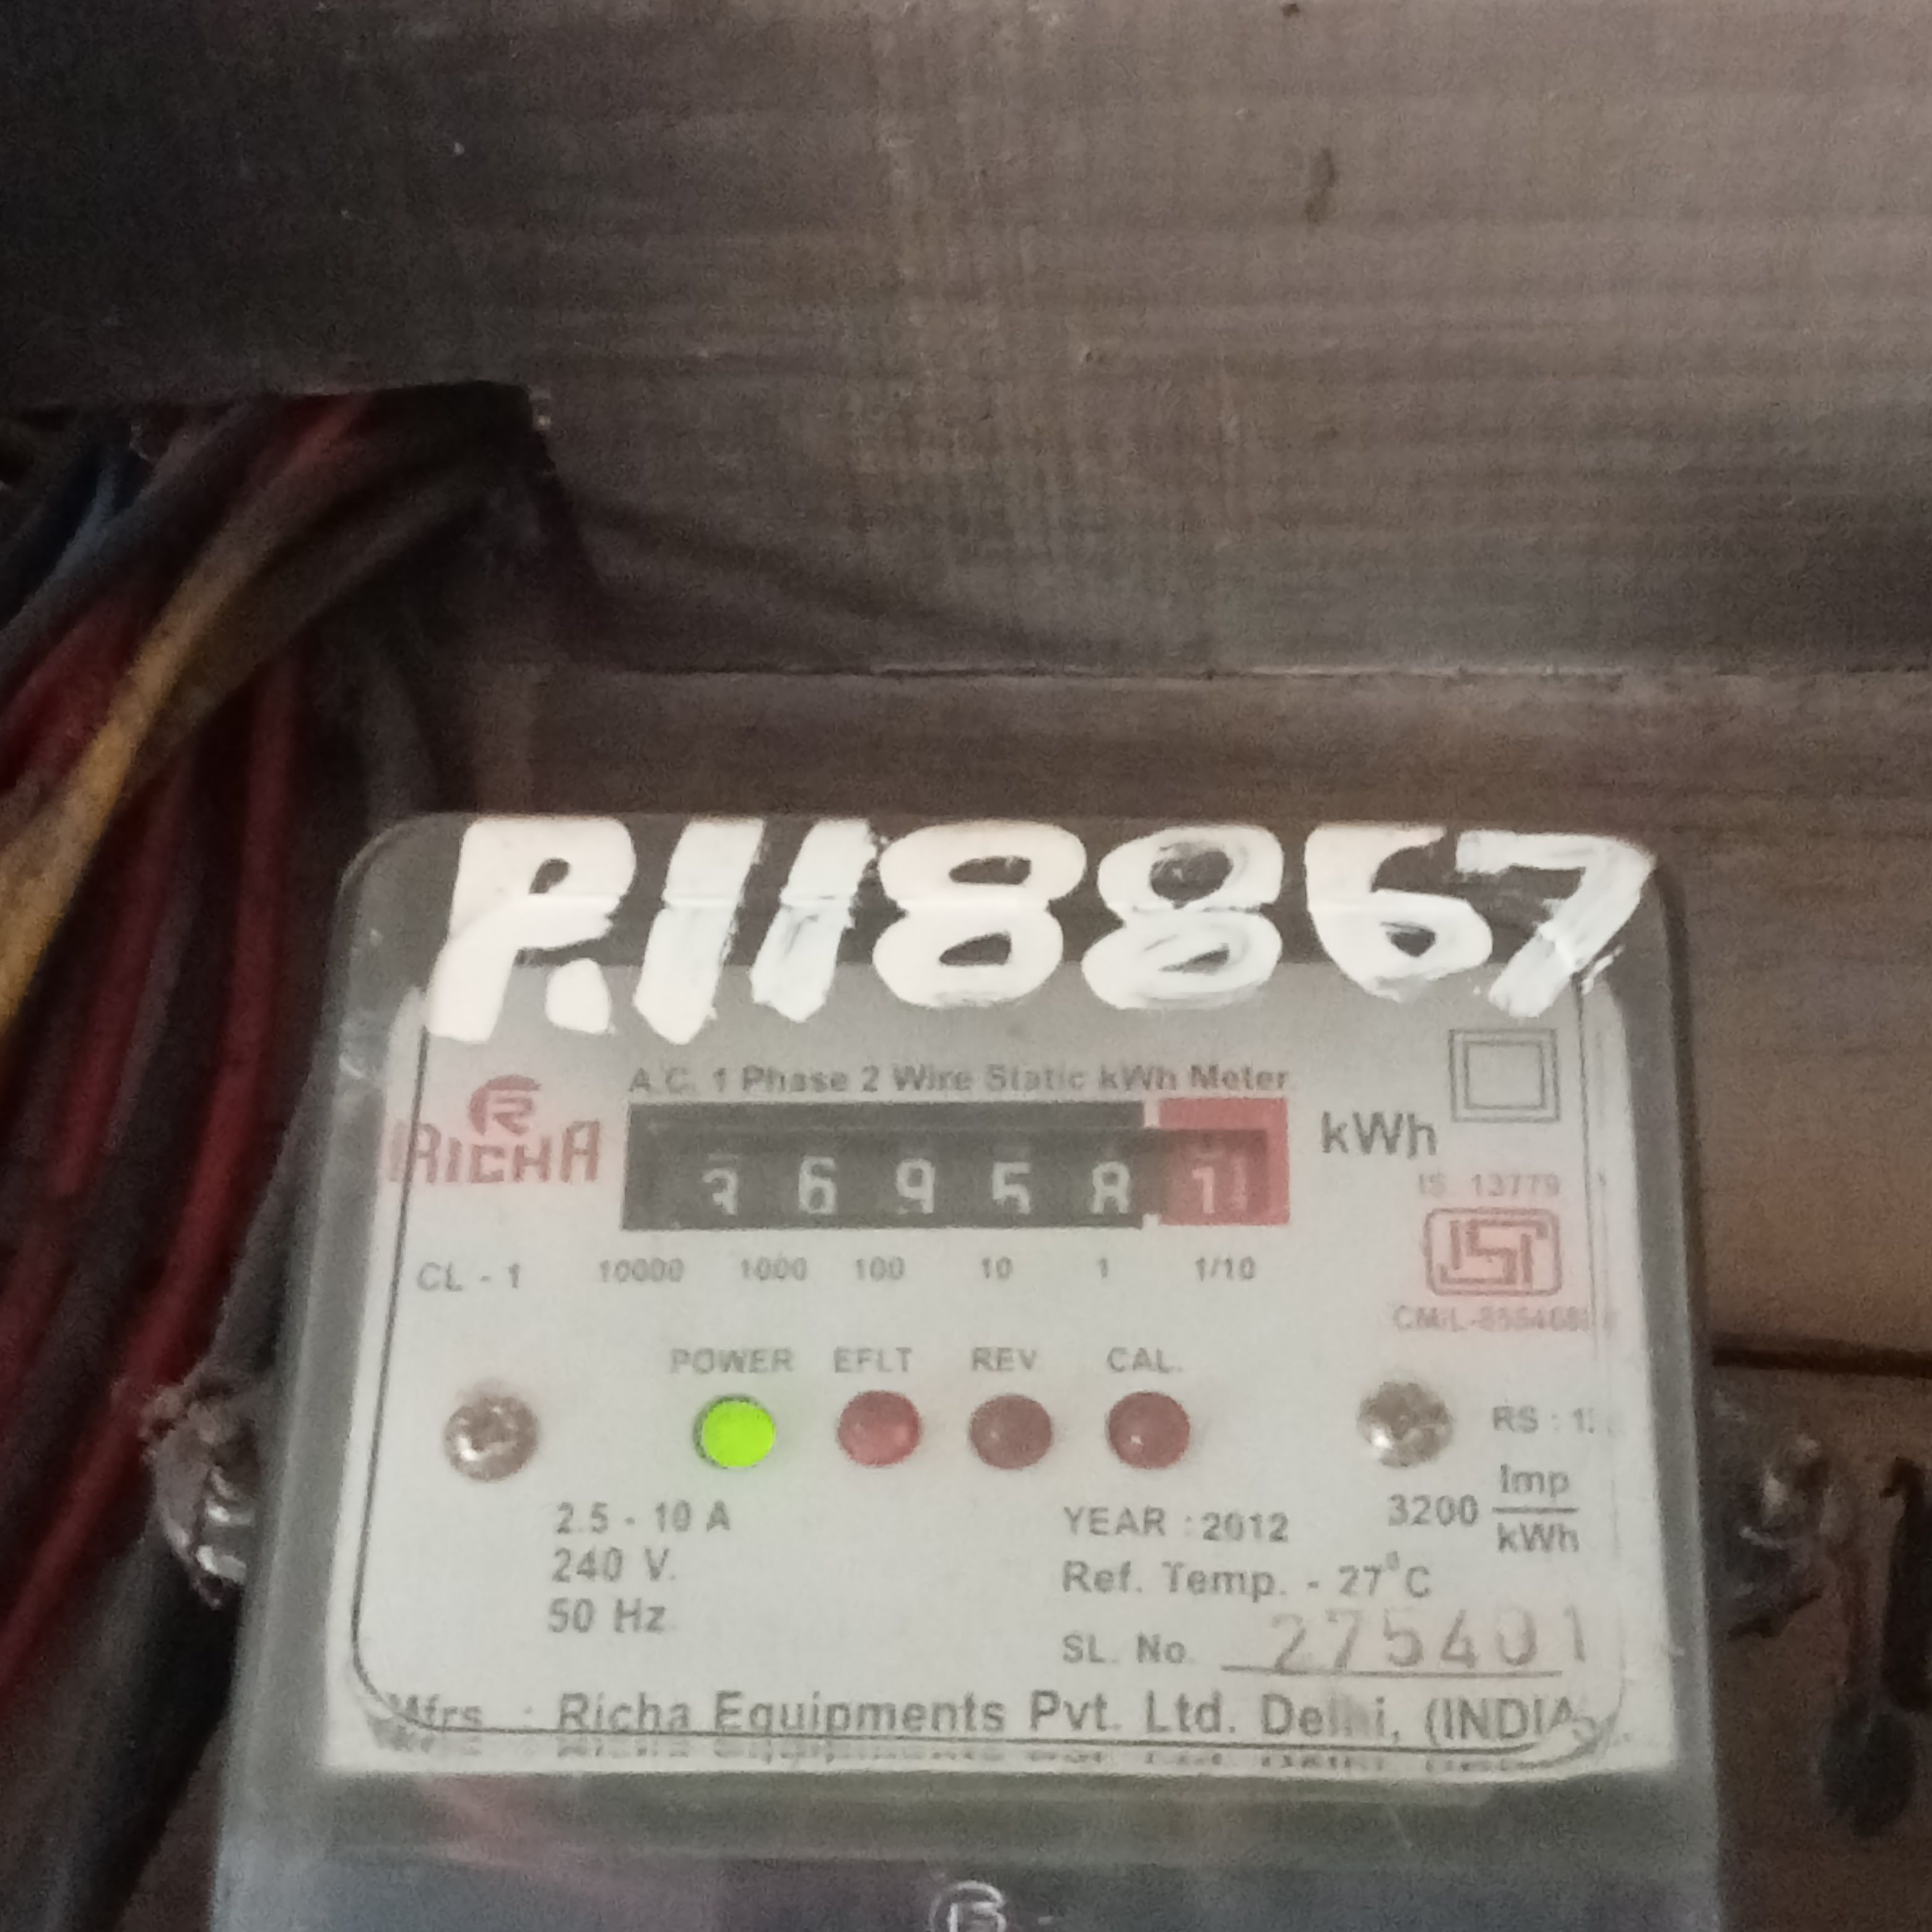 P.118867
A.C. 1 Phase 2 Wire Static kWh Meter
RICHA
3 6 9 5 8 1 kWh
IS 13779
ISI
CL - 1 10000 1000 100 10 1 1/10
POWER EFLT REV CAL.
RS : 1
2.5 - 10 A
240 V.
50 Hz
3200 Imp
kWh
YEAR : 2012
Ref. Temp. - 27°C
SL. No. 275401
Mfrs : Richa Equipments Pvt. Ltd. Delhi, (INDIA)